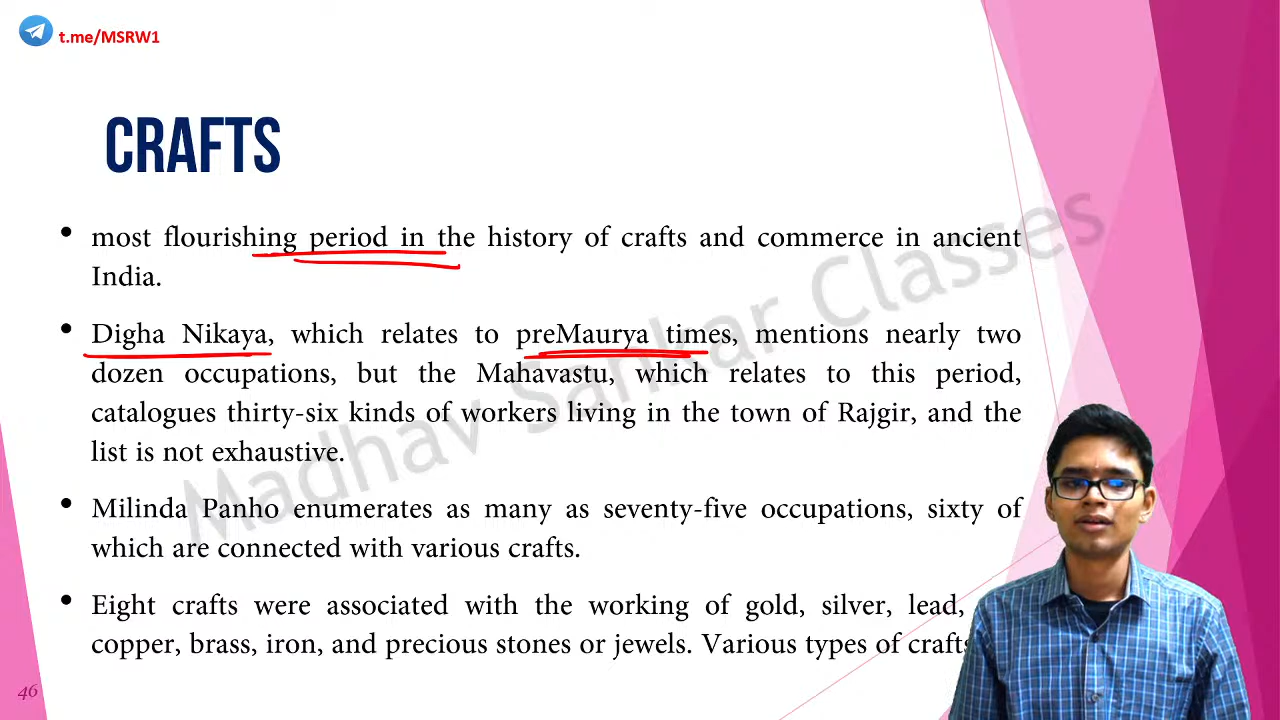 t.me/MSRW1
CRAFTS
• most flourishing period in the history of crafts and commerce in ancient
India.
• Digha Nikaya, which relates to preMaurya times, mentions nearly two
dozen occupations, but the Mahavastu, which relates to this period,
catalogues thirty-six kinds of workers living in the town of Rajgir, and the
list is not exhaustive.
• Milinda Panho enumerates as many as seventy-five occupations, sixty of
which are connected with various crafts.
• Eight crafts were associated with the working of gold, silver, lead,
copper, brass, iron, and precious stones or jewels. Various types of crafts
Madhav Sankar Classes
46